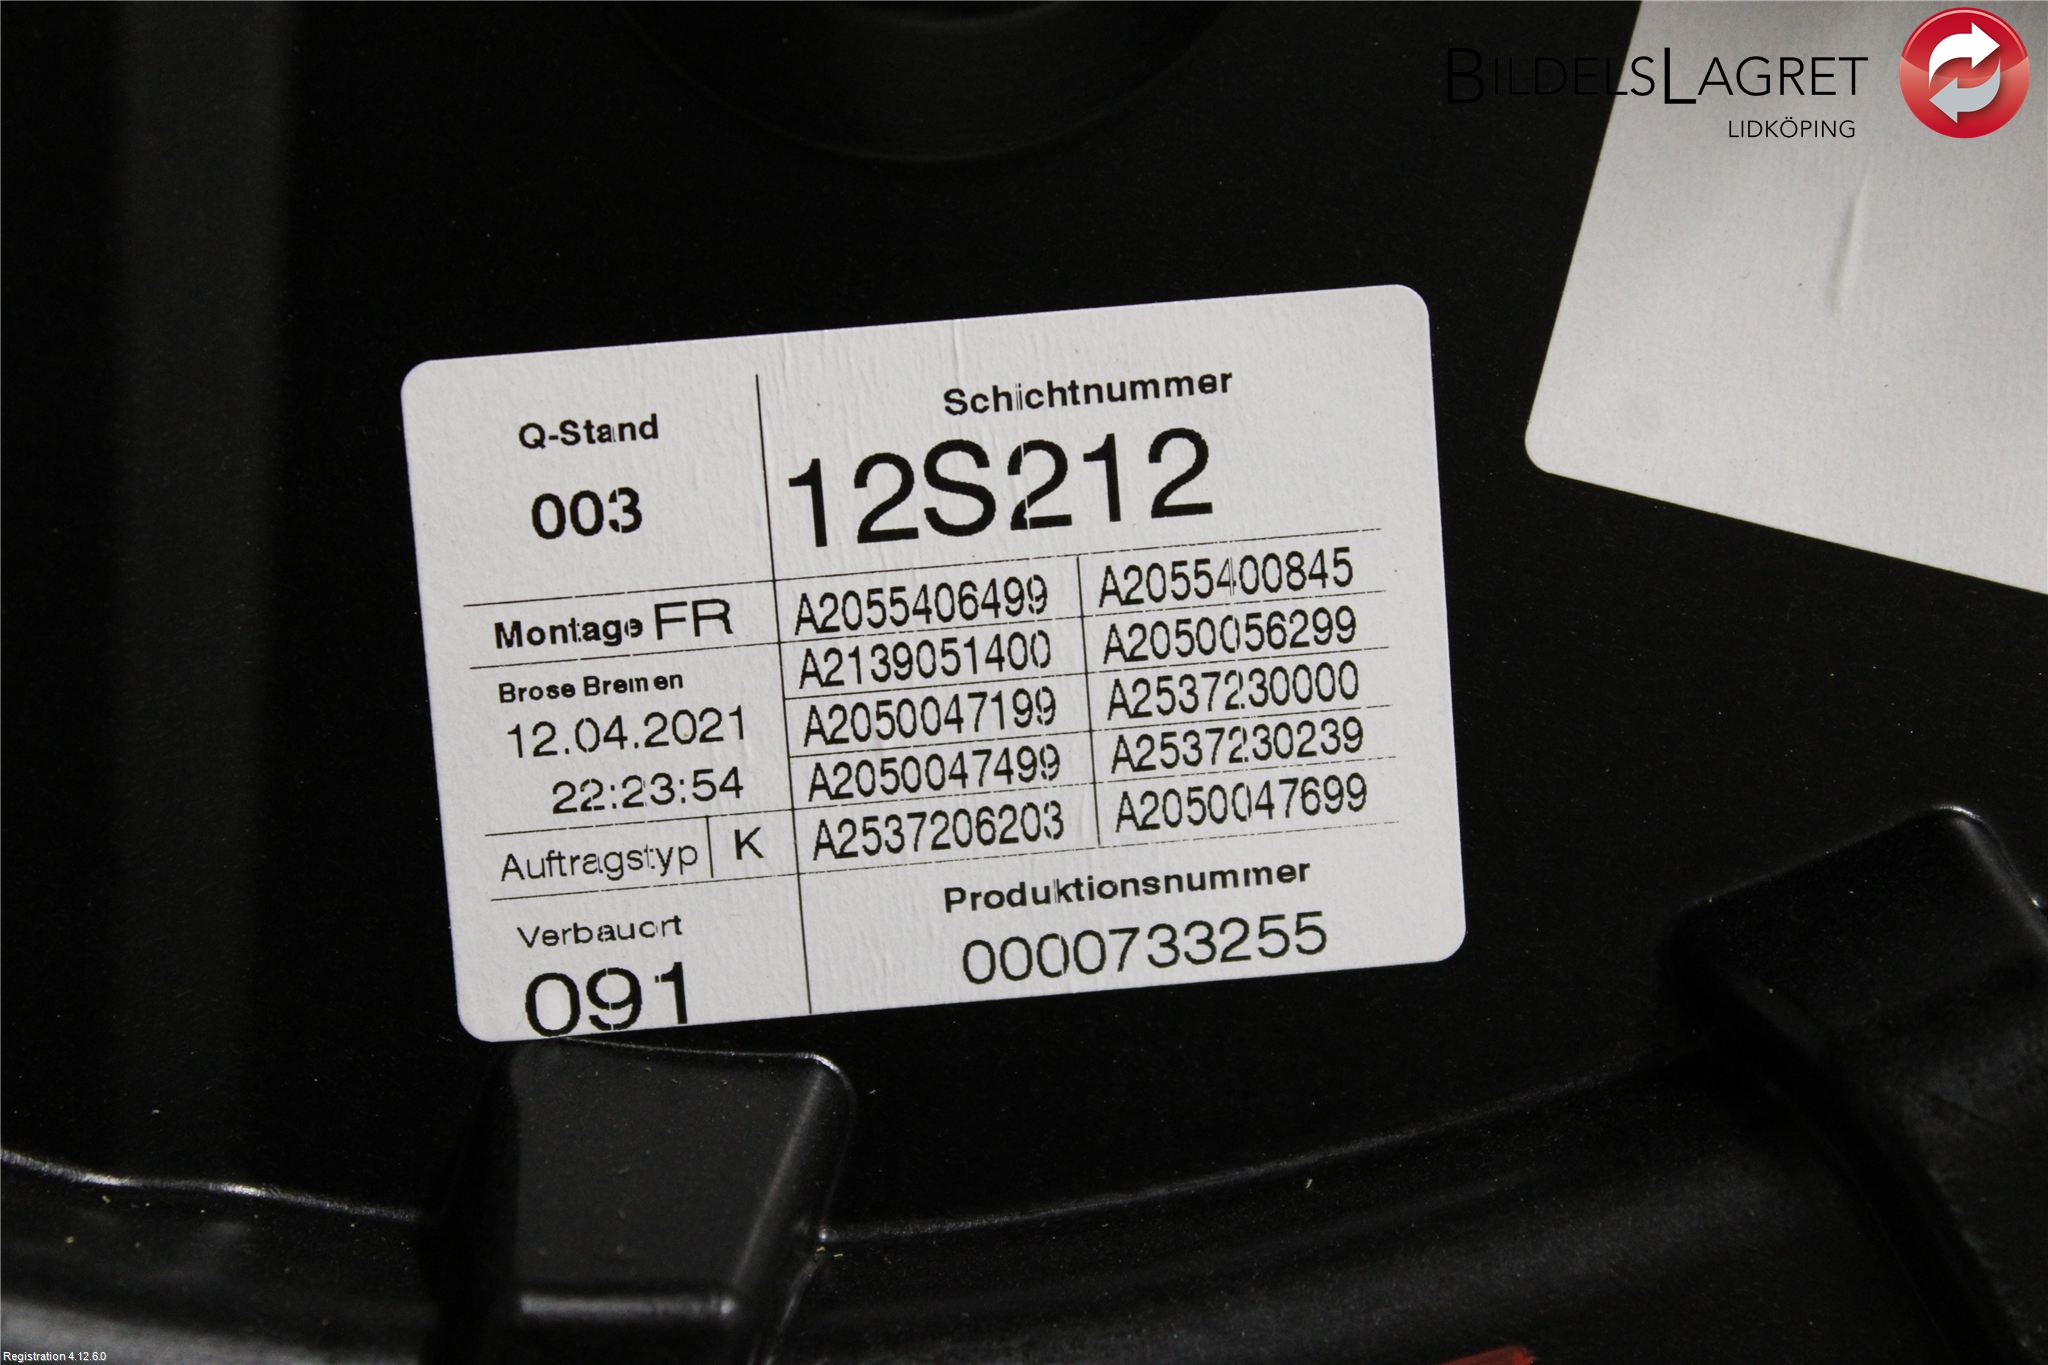 BILDELSLAGRET
LIDKÖPING
Q-Stand
003
Schichtnummer
12S212
Montage FR
Brose Bremen
12.04.2021
22:23:54
Auftragstyp K
Verbauort
091
A2055406499 A2055400845
A2139051400 A2050056299
A2050047199 A2537230000
A2050047499 A2537230239
A2537206203 A2050047699
Produktionsnummer
0000733255
Registration 4.12.6.0